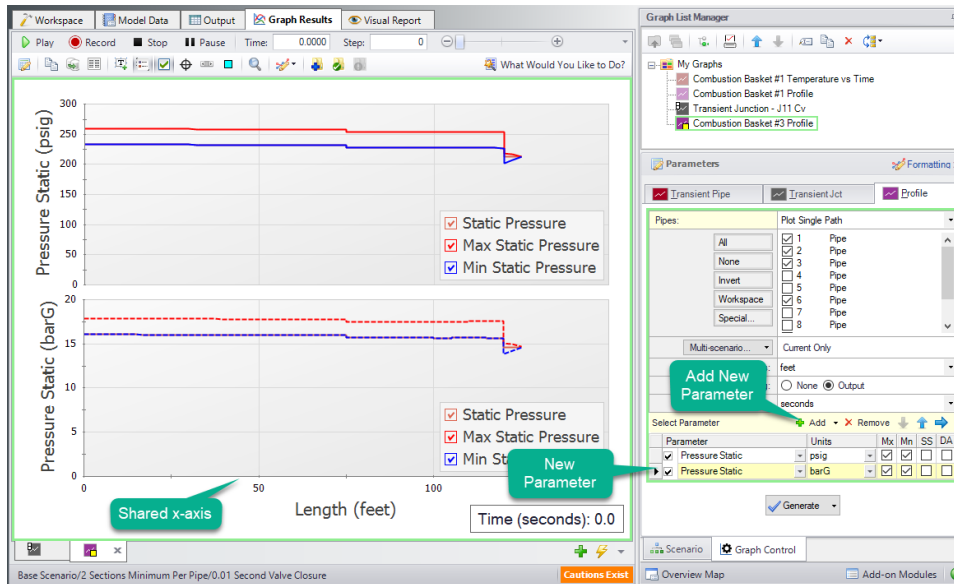 Workspace Model Data Output Graph Results Visual Report
Play Record Stop Pause Time: 0.0000 Step: 0
What Would You Like to Do?
300
250
200
150
100
50
0
Pressure Static (psig)
Static Pressure
Max Static Pressure
Min Static Pressure
20
15
10
5
0
Pressure Static (barG)
Static Pressure
Max Static Pressure
Min St
0 50 100
Length (feet)
Shared x-axis
Time (seconds): 0.0
Base Scenario/2 Sections Minimum Per Pipe/0.01 Second Valve Closure
Cautions Exist
Graph List Manager
My Graphs
Combustion Basket #1 Temperature vs Time
Combustion Basket #1 Profile
Transient Junction - J11 Cv
Combustion Basket #3 Profile
Parameters Formatting
Transient Pipe Transient Jct Profile
Pipes: Plot Single Path
All
None
Invert
Workspace
Special...
1 Pipe
2 Pipe
3 Pipe
4 Pipe
5 Pipe
6 Pipe
7 Pipe
8 Pipe
Multi-scenario... Current Only
feet
None Output
seconds
Add New
Parameter
Select Parameter Add Remove
Parameter Units Mx Mn SS DA
Pressure Static psig
Pressure Static barG
New
Parameter
Generate
Scenario Graph Control
Overview Map Add-on Modules